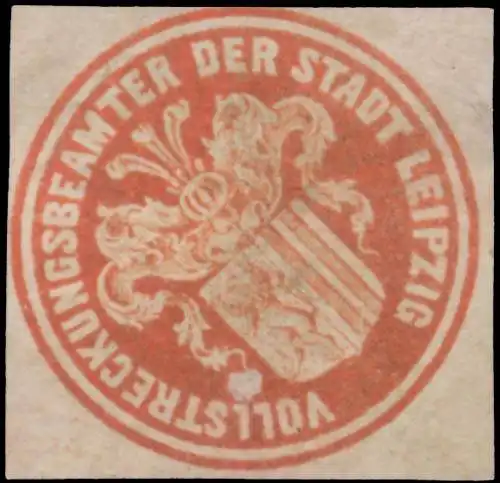 VOLLSTRECKUNGSBEAMTER DER STADT LEIPZIG